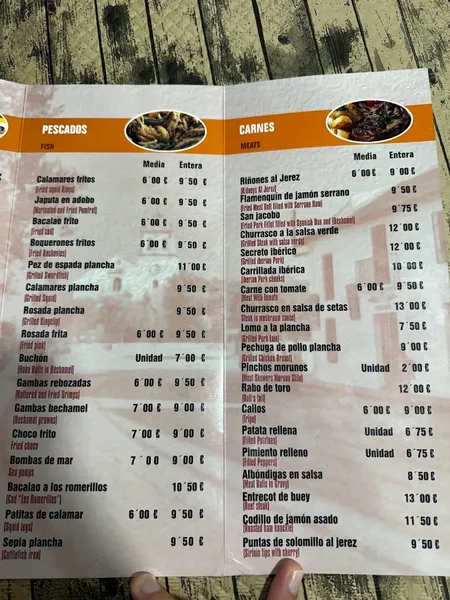 PESCADOS
FISH
Media Entera
Calamares fritos 6´00 € 9´50 €
(Fried squid Rings)
Japuta en adobo 6´00 € 9´50 €
(Marinated and Fried Pomfret)
Bacalao frito 6´00 € 9´50 €
(Fried cod)
Boquerones fritos 6´00 € 9´50 €
(Fried Anchovies)
Pez de espada plancha 11´00 €
(Grilled Swordfish)
Calamares plancha 9´50 €
(Grilled Squid)
Rosada plancha 9´50 €
(Grilled Kingclip)
Rosada frita 6´00 € 9´50 €
(Fried pink)
Buchón Unidad 7´00 €
(Hake Rolls in Bechamel)
Gambas rebozadas 6´00 € 9´50 €
(Battered and Fried Srimps)
Gambas bechamel 7´00 € 9´00 €
(Bechamel prawns)
Choco frito 7´00 € 9´00 €
Fried choco
Bombas de mar 7´00 9´00 €
Sea pomps
Bacalao a los romerillos 10´50 €
(Cod "Los Romerillos")
Patitas de calamar 6´00 € 9´50 €
(Squid legs)
Sepia plancha 9´50 €
(Cuttlefish iron)
CARNES
MEATS
Media Entera
Riñones al Jerez 6´00 € 9´00 €
(Kidneys Al Jerez)
Flamenquín de jamón serrano 9´50 €
(Fried Meat Roll filled with Serrano Ham)
San jacobo 9´75 €
(Fried Pork Fillet filled with Spanish Ham and Bechamel)
Churrasco a la salsa verde 12´00 €
(Grilled Steak with salsa verde)
Secreto ibérico 12´00 €
(Grilled Iberian Pork)
Carrillada ibérica 10´00 €
(Iberian Pork cheeks)
Carne con tomate 6´00 € 9´50 €
(Meat With Tomato
Churrasco en salsa de setas 13´00 €
(Steak in mushroom sauce)
Lomo a la plancha 7´50 €
(Grilled Pork loin)
Pechuga de pollo plancha 9´00 €
(Grilled Chicken Breast)
Pinchos morunos Unidad 2´00 €
(Meat Skewers Moruno Stile)
Rabo de toro 12´00 €
(Bull's tail)
Callos 6´00 € 9´00 €
(Tripe)
Patata rellena Unidad 6´75 €
(Filled Potatoes)
Pimiento relleno Unidad 6´75 €
(Filled Peppers)
Albóndigas en salsa 8´50 €
(Meat Balls in Gravy)
Entreçot de buey 13´00 €
(Beef steak)
Codillo de jamón asado 11´50 €
(Roasted ham knuckle)
Puntas de solomillo al jerez 9´50 €
(Sirloin tips with sherry)